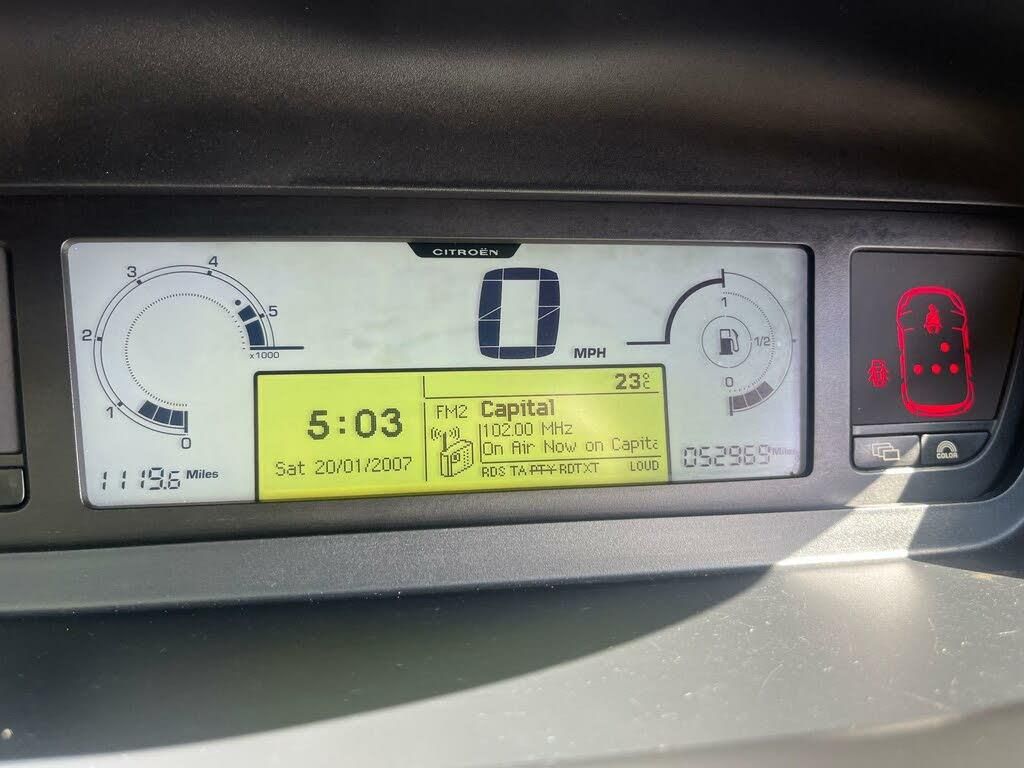 CITROËN
0
MPH
4
3
5
2
x1000
1
0
1119.6 Miles
5:03
Sat 20/01/2007
23°C
FM2 Capital
102.00 MHz
On Air Now on Capita
RDS TA PTY RDTXT LOUD
1
1/2
0
052969 Miles
COLOR